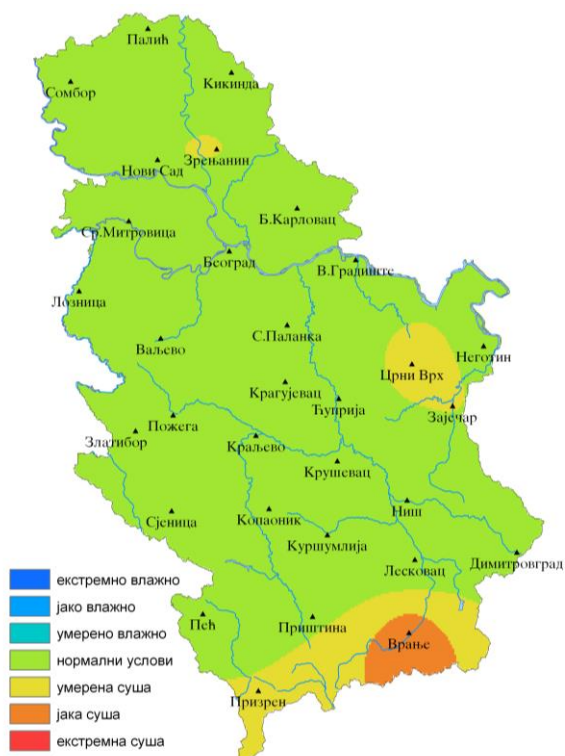 Палић
Кикинда
Сомбор
Зрењанин
Нови Сад
Б.Карловац
Ср.Митровица
Београд
В.Градиште
Лозница
С.Паланка
Ваљево
Неготин
Црни Врх
Крагујевац
Ћуприја
Зајечар
Пожега
Златибор
Краљево
Крушевац
Ниш
Сјеница
Копаоник
Куршумлија
Димитровград
Лесковац
Пећ
Приштина
Врање
Призрен
екстремно влажно
јако влажно
умерено влажно
нормални услови
умерена суша
јака суша
екстремна суша